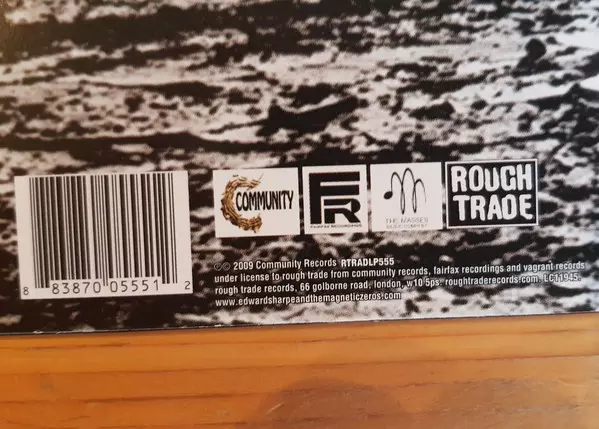 COMMUNITY
FR
FAIRFAX RECORDINGS
THE MASSES
MUSIC COMPANY
ROUGH
TRADE
8 83870 05551 2
℗© 2009 Community Records RTRADLP555
under license to rough trade from community records, fairfax recordings and vagrant records
rough trade records, 66 golborne road, london, w10 5ps. roughtraderecords.com. LC11945.
www.edwardsharpeandthemagneticzeros.com